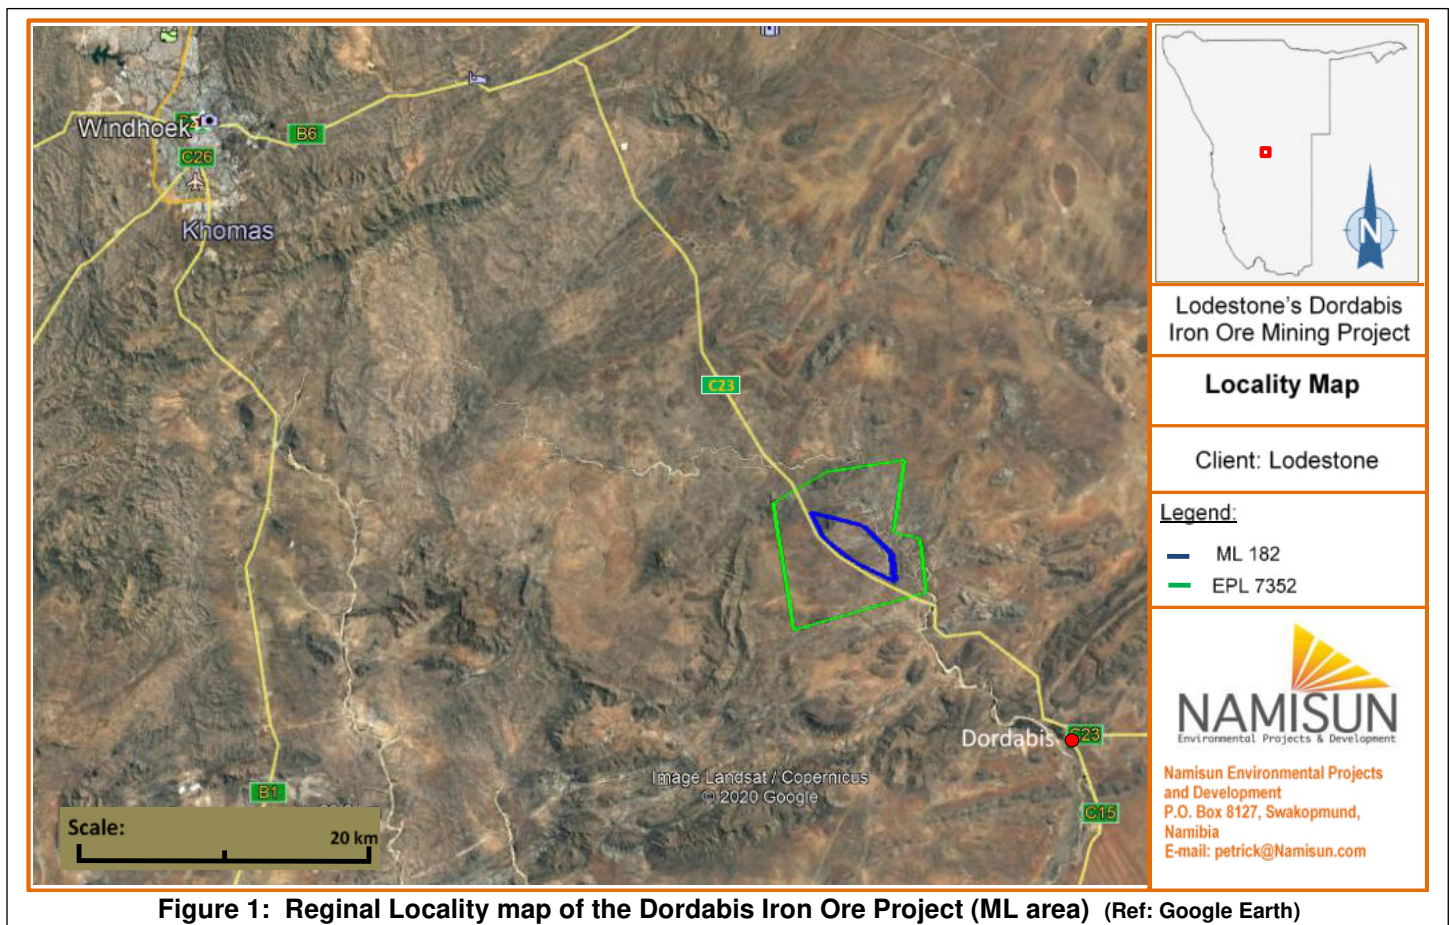 Windhoek
B6
C26
Khomas
C23
Dordabis
C23
B1
C15
Image Landsat / Copernicus
© 2020 Google
Scale:
20 km
N
Lodestone's Dordabis
Iron Ore Mining Project
Locality Map
Client: Lodestone
Legend:
ML 182
EPL 7352
NAMISUN
Environmental Projects & Development
Namisun Environmental Projects
and Development
P.O. Box 8127, Swakopmund,
Namibia
E-mail: petrick@Namisun.com
Figure 1: Reginal Locality map of the Dordabis Iron Ore Project (ML area) (Ref: Google Earth)